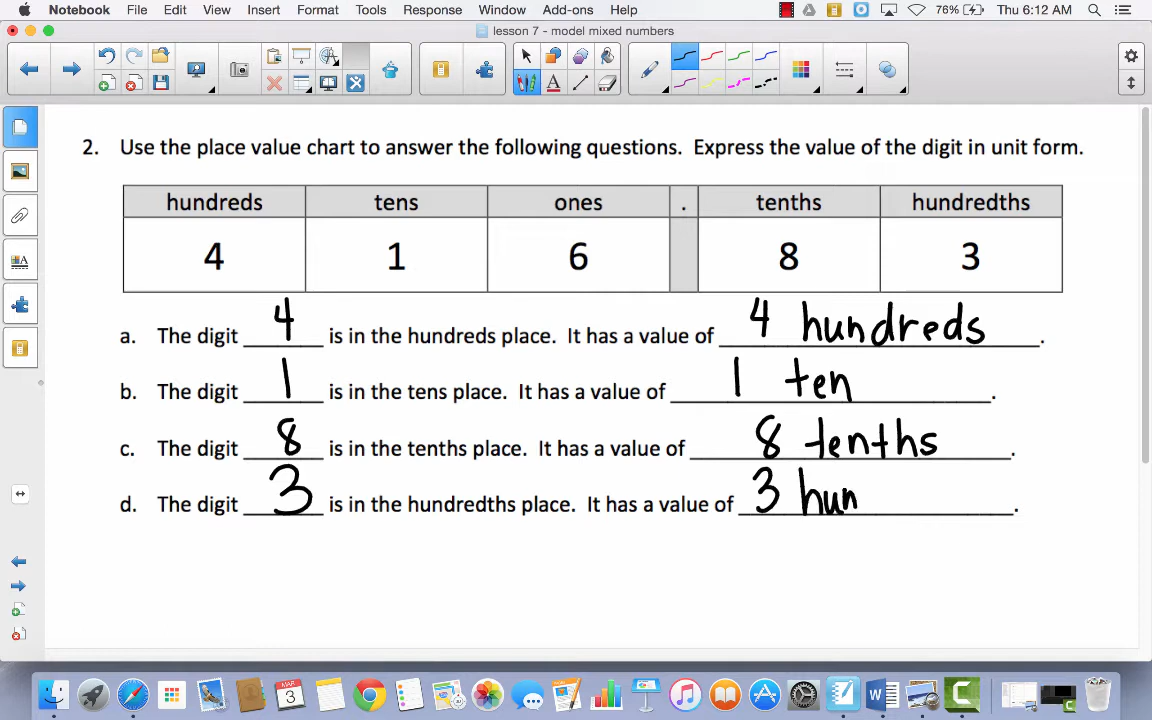 Notebook File Edit View Insert Format Tools Response Window Add-ons Help 76% Thu 6:12 AM
lesson 7 - model mixed numbers
2. Use the place value chart to answer the following questions. Express the value of the digit in unit form.
hundreds tens ones . tenths hundredths
4 1 6 8 3
a. The digit 4 is in the hundreds place. It has a value of 4 hundreds.
b. The digit 1 is in the tens place. It has a value of 1 ten.
c. The digit 8 is in the tenths place. It has a value of 8 tenths.
d. The digit 3 is in the hundredths place. It has a value of 3 hun.
MAR
3